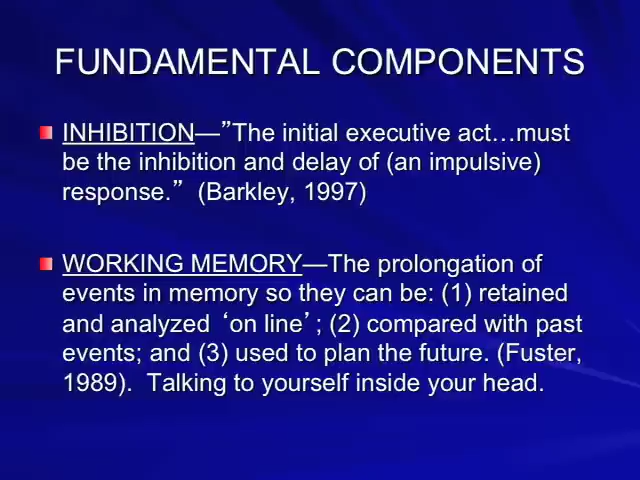 FUNDAMENTAL COMPONENTS
INHIBITION—”The initial executive act…must
be the inhibition and delay of (an impulsive)
response.” (Barkley, 1997)
WORKING MEMORY—The prolongation of
events in memory so they can be: (1) retained
and analyzed ‘on line’; (2) compared with past
events; and (3) used to plan the future. (Fuster,
1989). Talking to yourself inside your head.